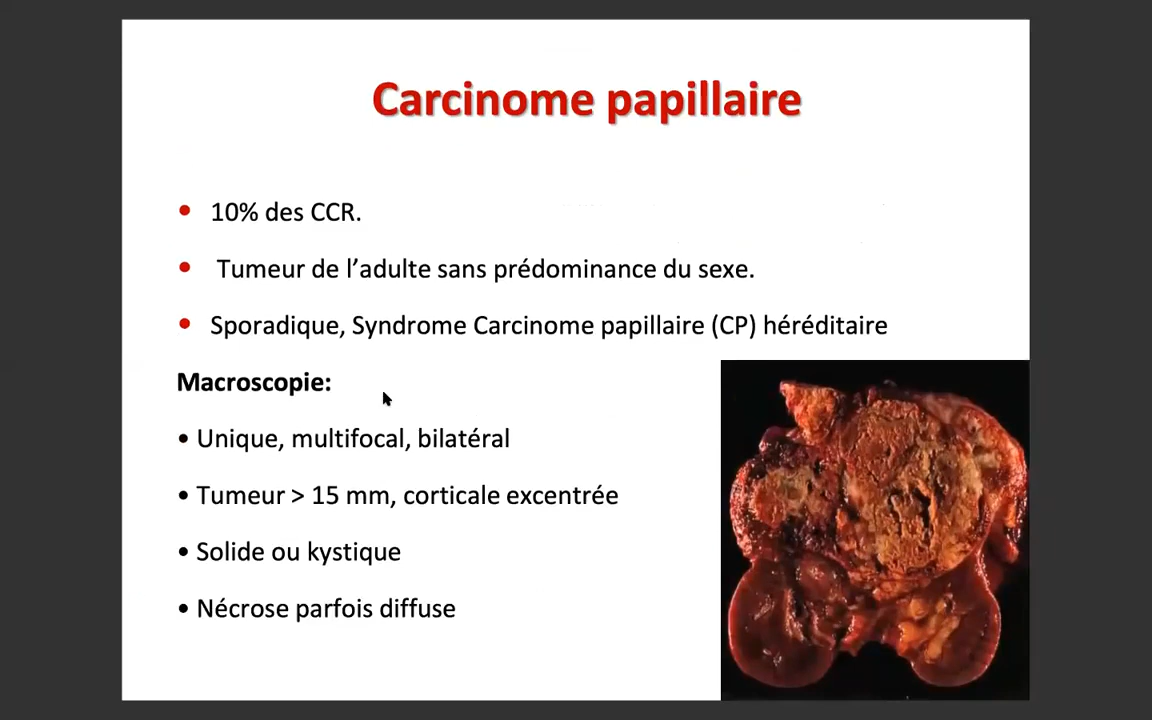 Carcinome papillaire
• 10% des CCR.
• Tumeur de l’adulte sans prédominance du sexe.
• Sporadique, Syndrome Carcinome papillaire (CP) héréditaire
Macroscopie:
• Unique, multifocal, bilatéral
• Tumeur > 15 mm, corticale excentrée
• Solide ou kystique
• Nécrose parfois diffuse